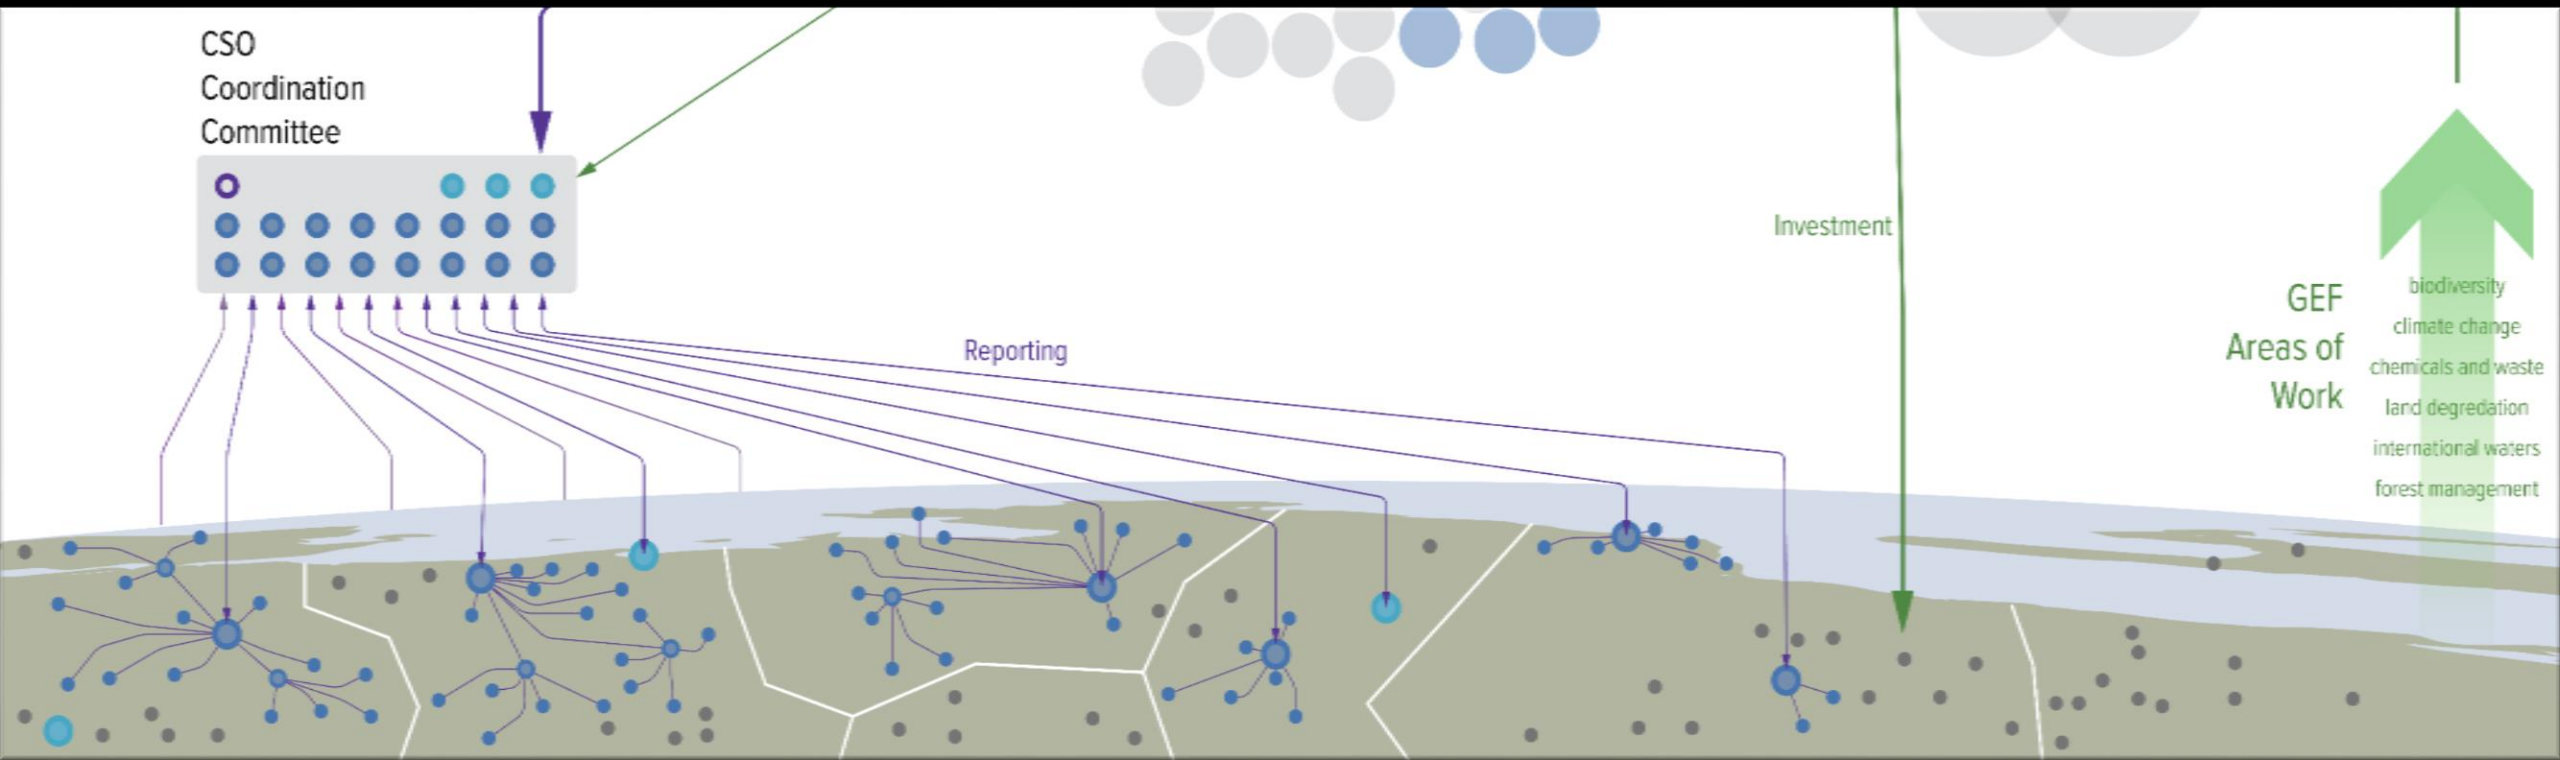 CSO
Coordination
Committee
Investment
Reporting
GEF
Areas of
Work
biodiversity
climate change
chemicals and waste
land degredation
international waters
forest management